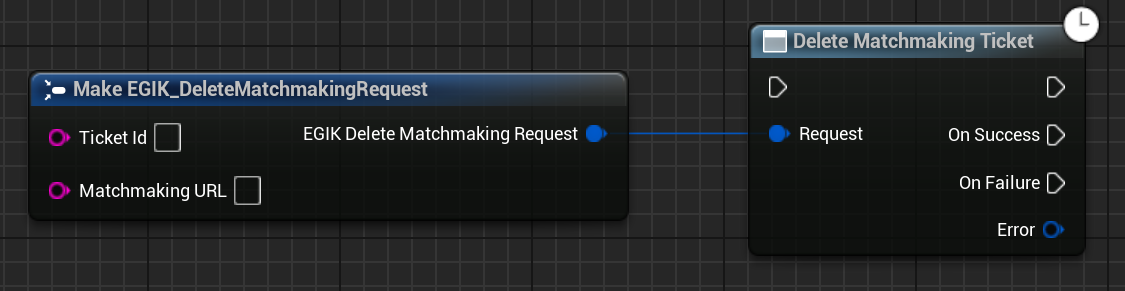 Make EGIK_DeleteMatchmakingRequest
Ticket Id
EGIK Delete Matchmaking Request
Matchmaking URL
Delete Matchmaking Ticket
Request
On Success
On Failure
Error